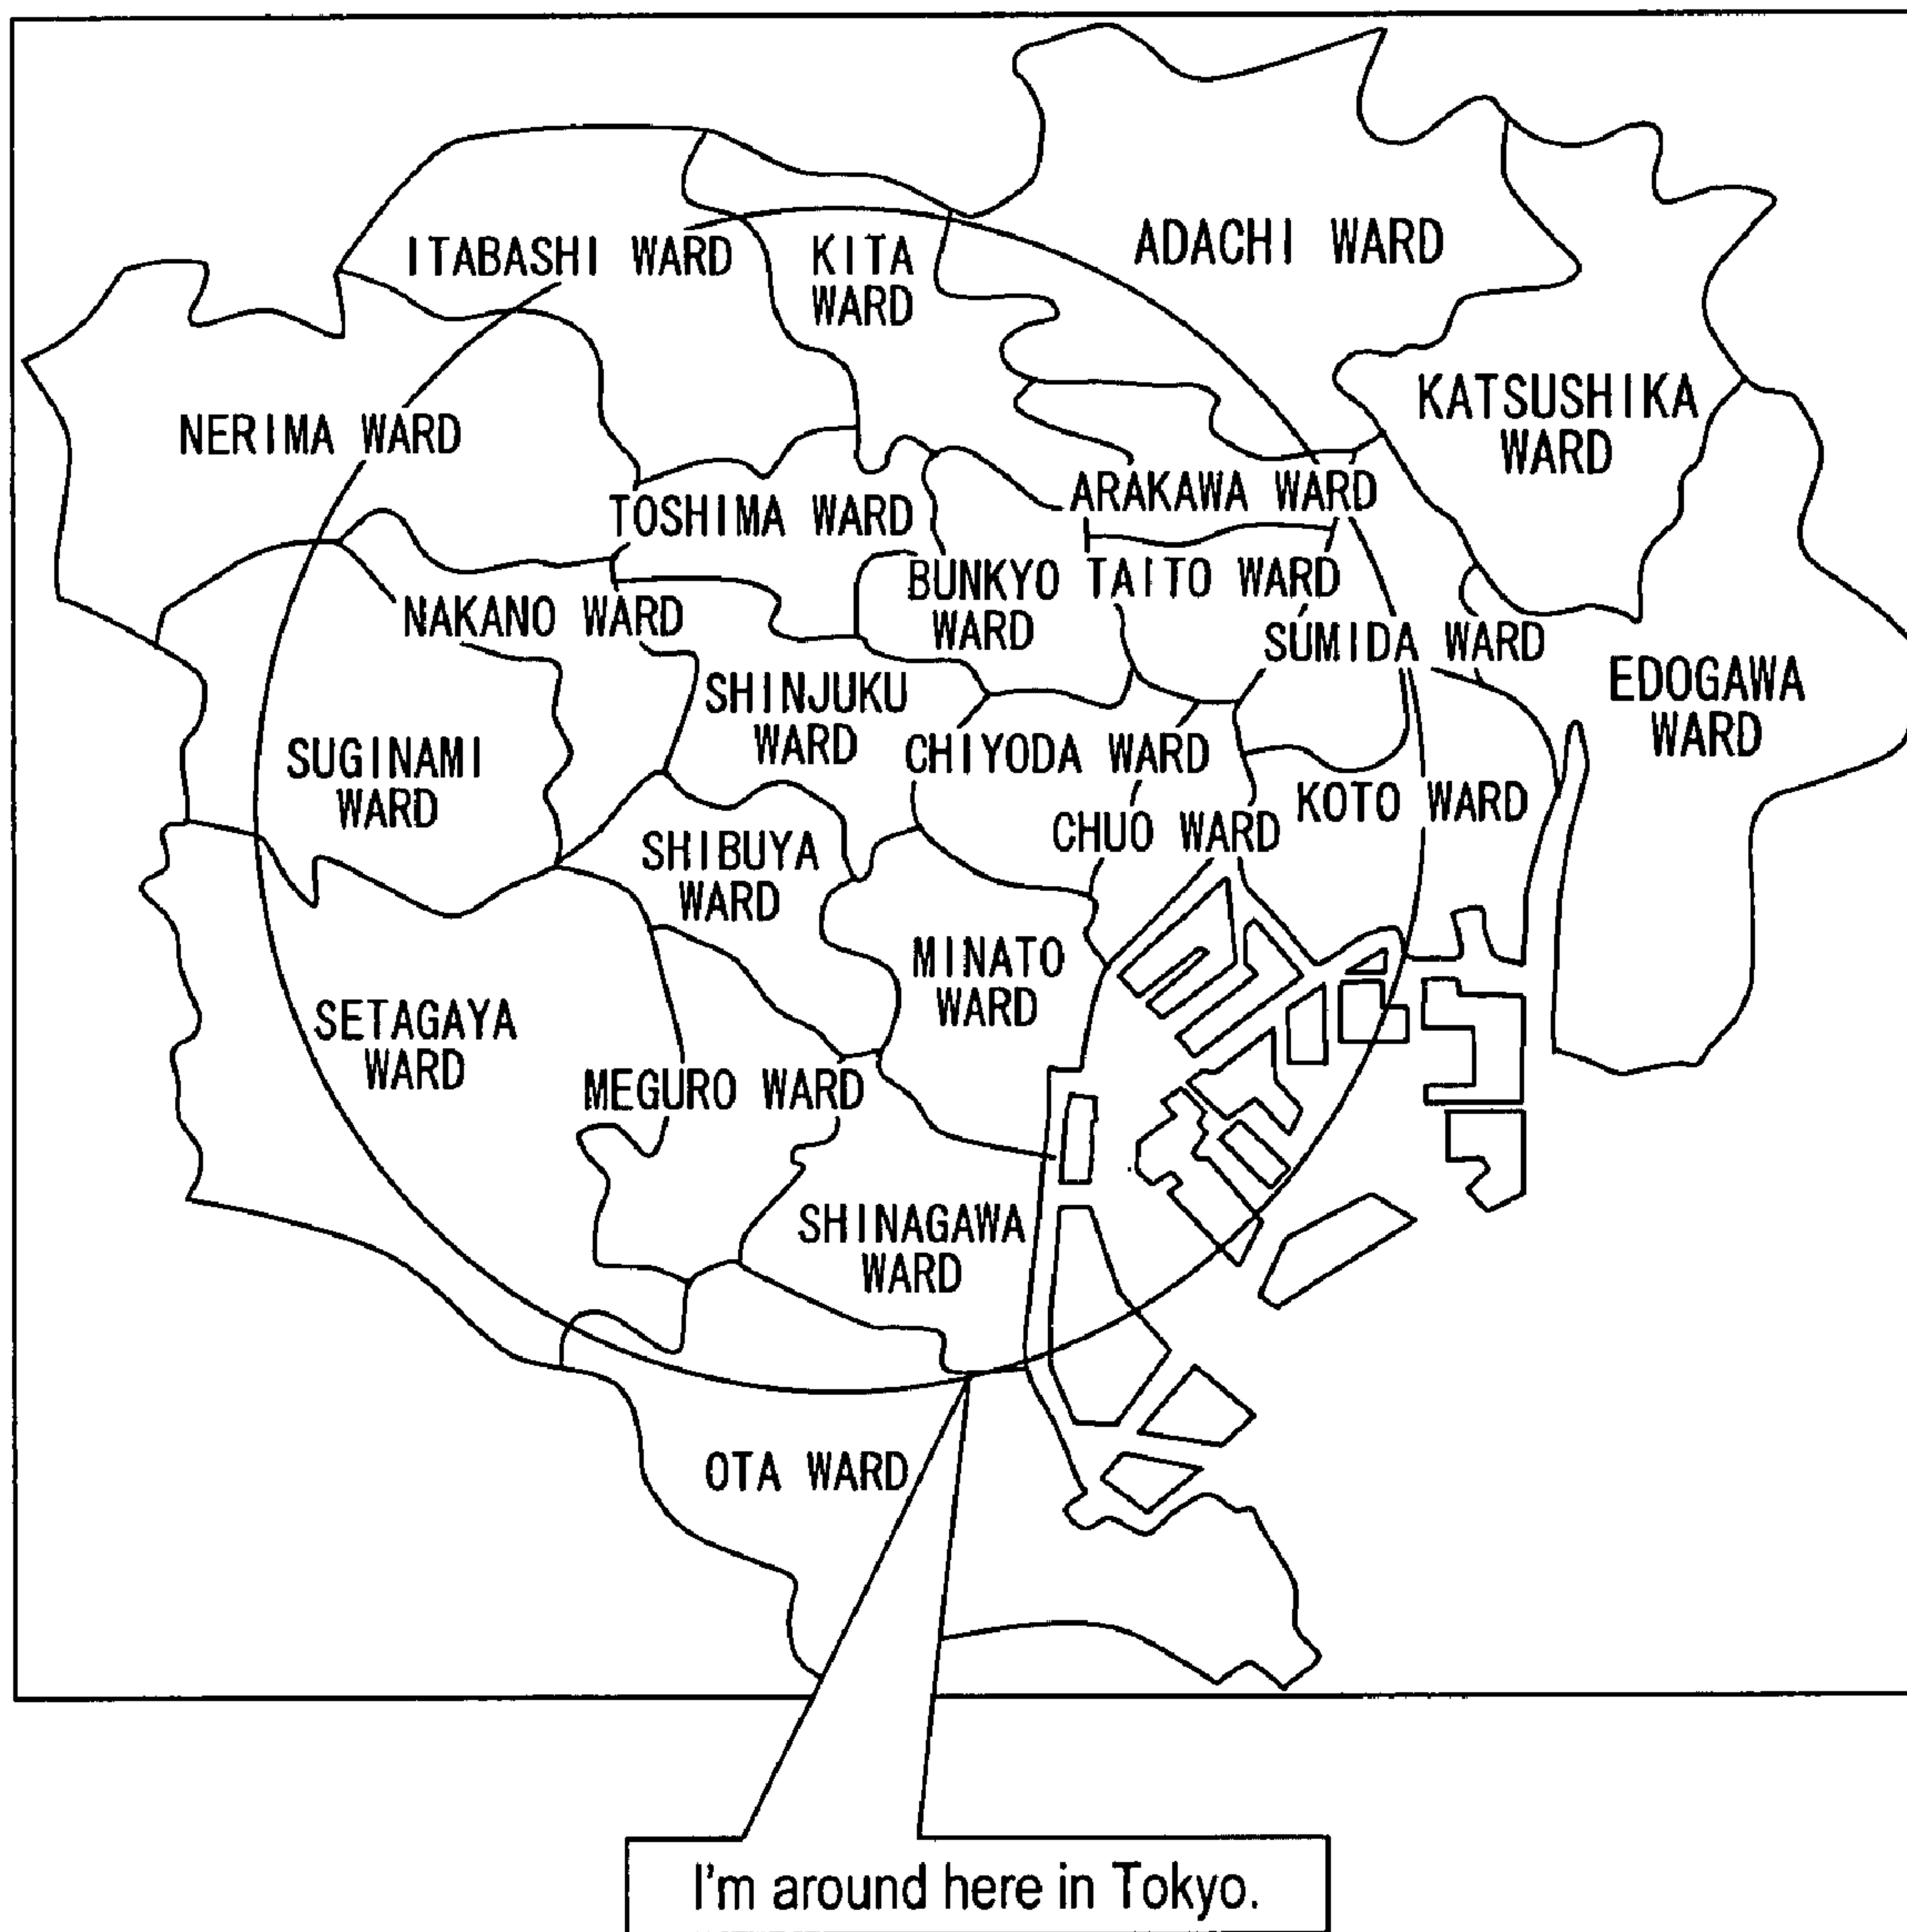 ADACHI WARD
ITABASHI WARD
KITA
WARD
KATSUSHIKA
WARD
NERIMA WARD
ARAKAWA WARD
TOSHIMA WARD
BUNKYO
WARD
TAITO WARD
NAKANO WARD
SUMIDA WARD
EDOGAWA
WARD
SHINJUKU
WARD
CHIYODA WARD
SUGINAMI
WARD
KOTO WARD
CHUO WARD
SHIBUYA
WARD
MINATO
WARD
SETAGAYA
WARD
MEGURO WARD
SHINAGAWA
WARD
OTA WARD
I'm around here in Tokyo.